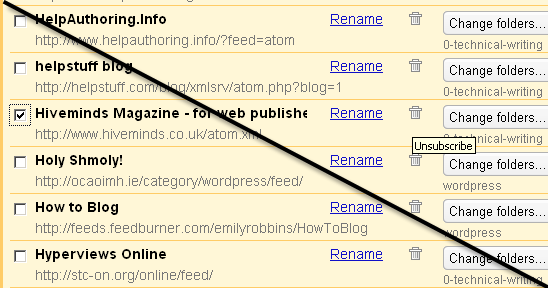 HelpAuthoring.Info Rename Change folders...
http://www.helpauthoring.info/?feed=atom 0-technical-writing
helpstuff blog Rename Change folders...
http://helpstuff.com/blog/xmlsrv/atom.php?blog=1 0-technical-writing
Hiveminds Magazine - for web publishe Rename Change folders...
http://www.hiveminds.co.uk/atom.xml 0-technical-writing
Unsubscribe
Holy Shmoly! Rename Change folders...
http://ocaoimh.ie/category/wordpress/feed/ wordpress
How to Blog Rename Change folders...
http://feeds.feedburner.com/emilyrobbins/HowToBlog wordpress
Hyperviews Online Rename Change folders...
http://stc-on.org/online/feed/ 0-technical-writing